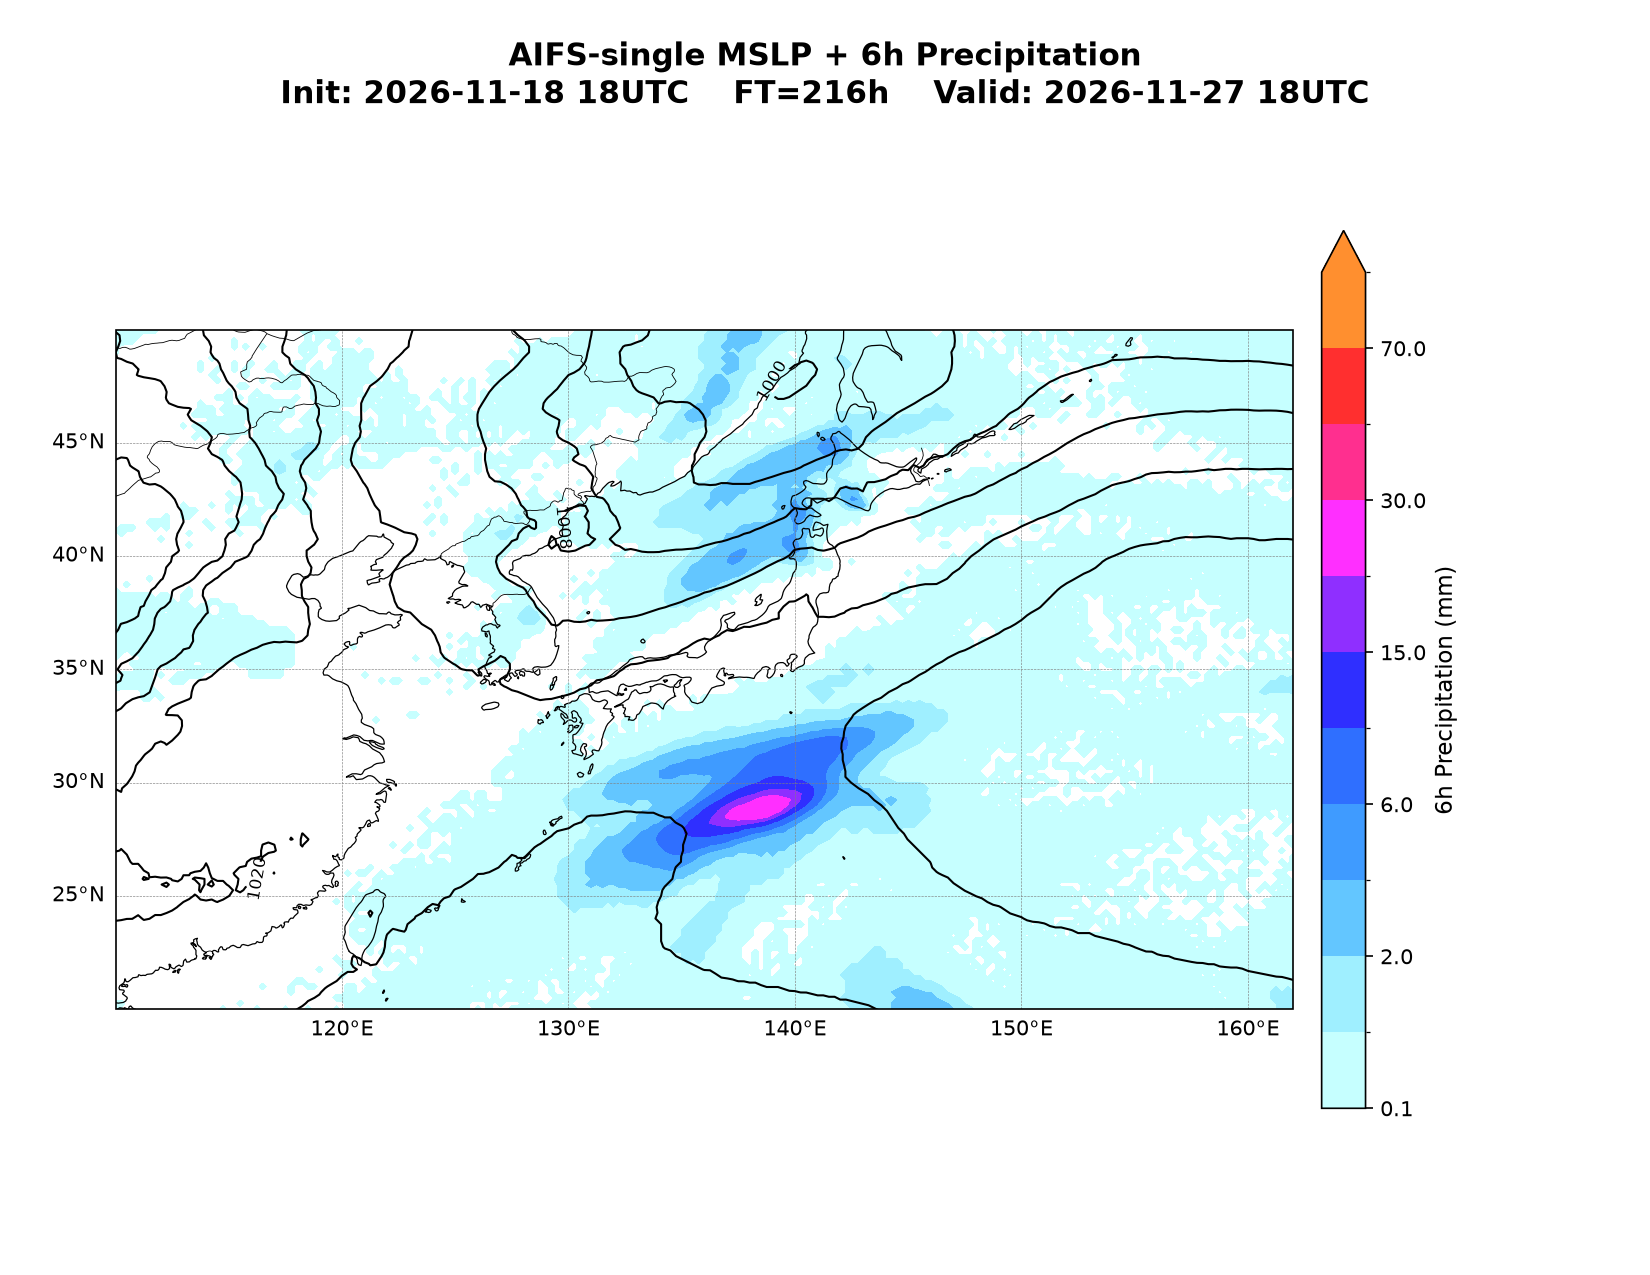 AIFS-single MSLP + 6h Precipitation
Init: 2026-11-18 18UTC    FT=216h    Valid: 2026-11-27 18UTC
70.0
30.0
15.0
6.0
2.0
0.1
6h Precipitation (mm)
45°N
40°N
35°N
30°N
25°N
120°E
130°E
140°E
150°E
160°E
1000
1008
1020